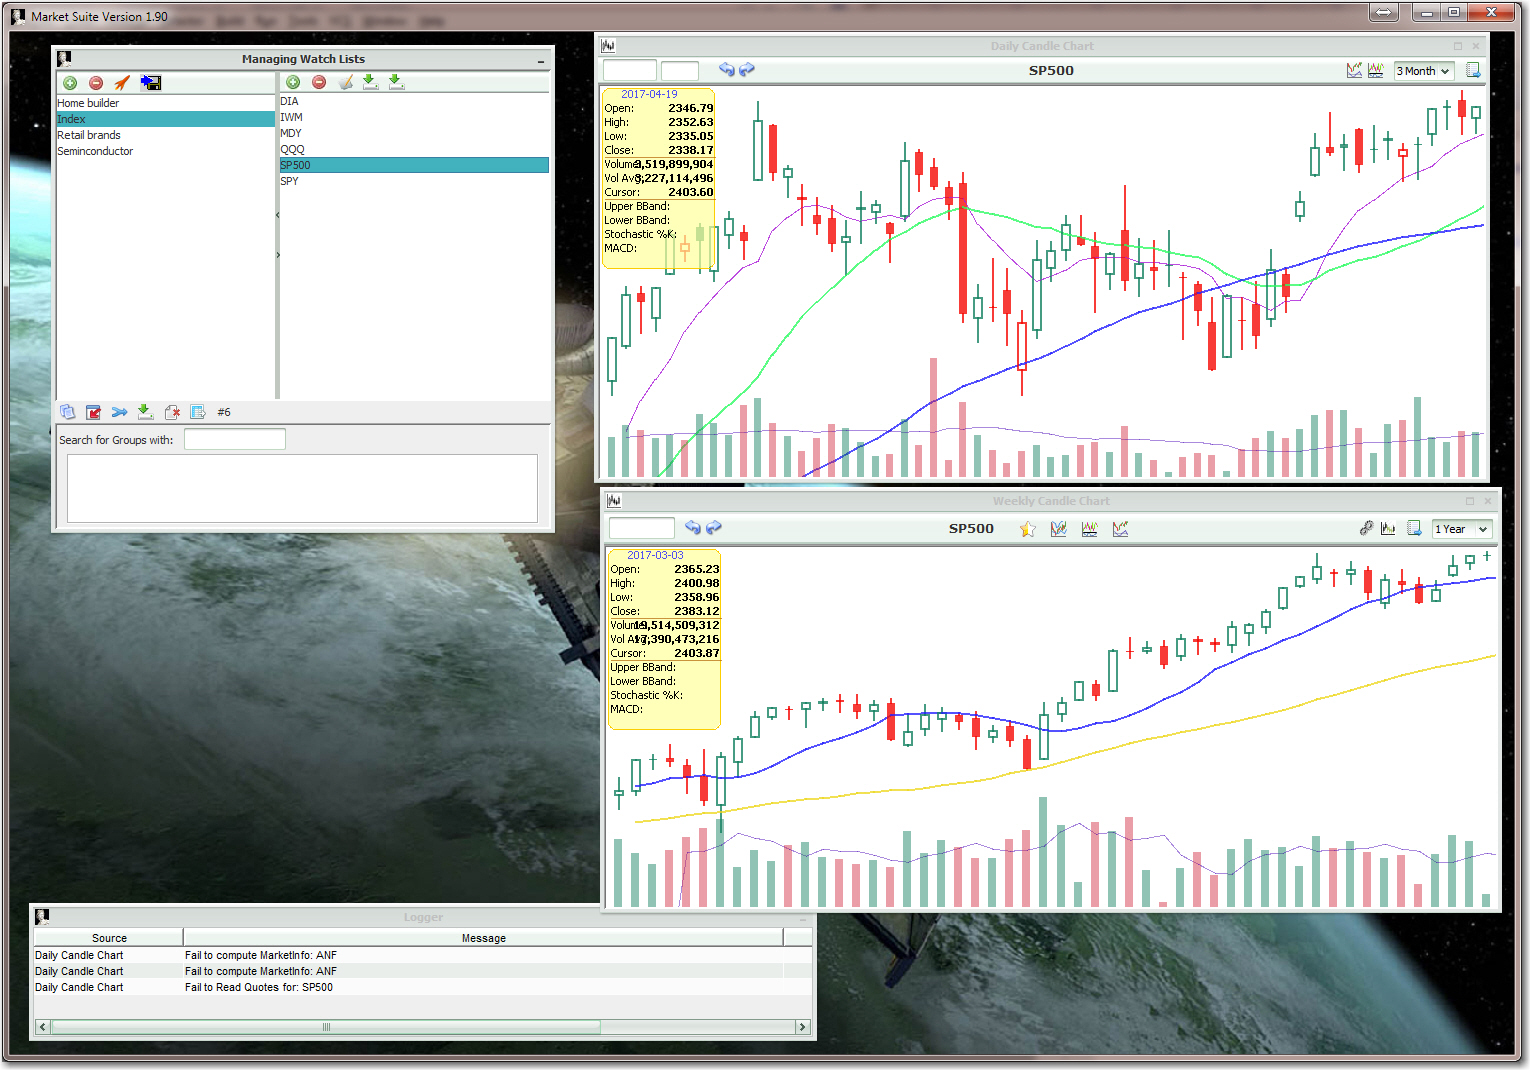 Market Suite Version 1.90
Managing Watch Lists
Home builder
Index
Retail brands
Seminconductor
DIA
IWM
MDY
QQQ
SP500
SPY
#6
Search for Groups with:
Daily Candle Chart
SP500
3 Month
2017-04-19
Open: 2346.79
High: 2352.63
Low: 2335.05
Close: 2338.17
Volume: 3,519,899,904
Vol Avg: 3,227,114,496
Cursor: 2403.60
Upper BBand:
Lower BBand:
Stochastic %K:
MACD:
Weekly Candle Chart
SP500
1 Year
2017-03-03
Open: 2365.23
High: 2400.98
Low: 2358.96
Close: 2383.12
Volume: 19,514,509,312
Vol Avg: 17,390,473,216
Cursor: 2403.87
Upper BBand:
Lower BBand:
Stochastic %K:
MACD:
Logger
Source Message
Daily Candle Chart Fail to compute MarketInfo: ANF
Daily Candle Chart Fail to compute MarketInfo: ANF
Daily Candle Chart Fail to Read Quotes for: SP500